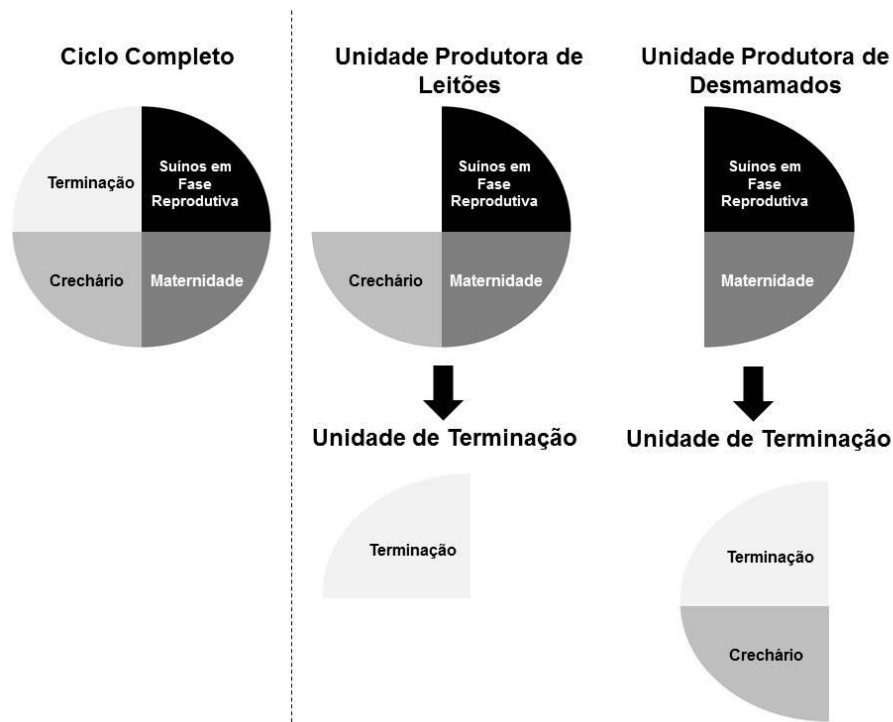 Ciclo Completo
Terminação
Suínos em
Fase
Reprodutiva
Crechário
Maternidade
Unidade Produtora de
Leitões
Suínos em
Fase
Reprodutiva
Crechário
Maternidade
Unidade de Terminação
Terminação
Unidade Produtora de
Desmamados
Suínos em
Fase
Reprodutiva
Maternidade
Unidade de Terminação
Terminação
Crechário